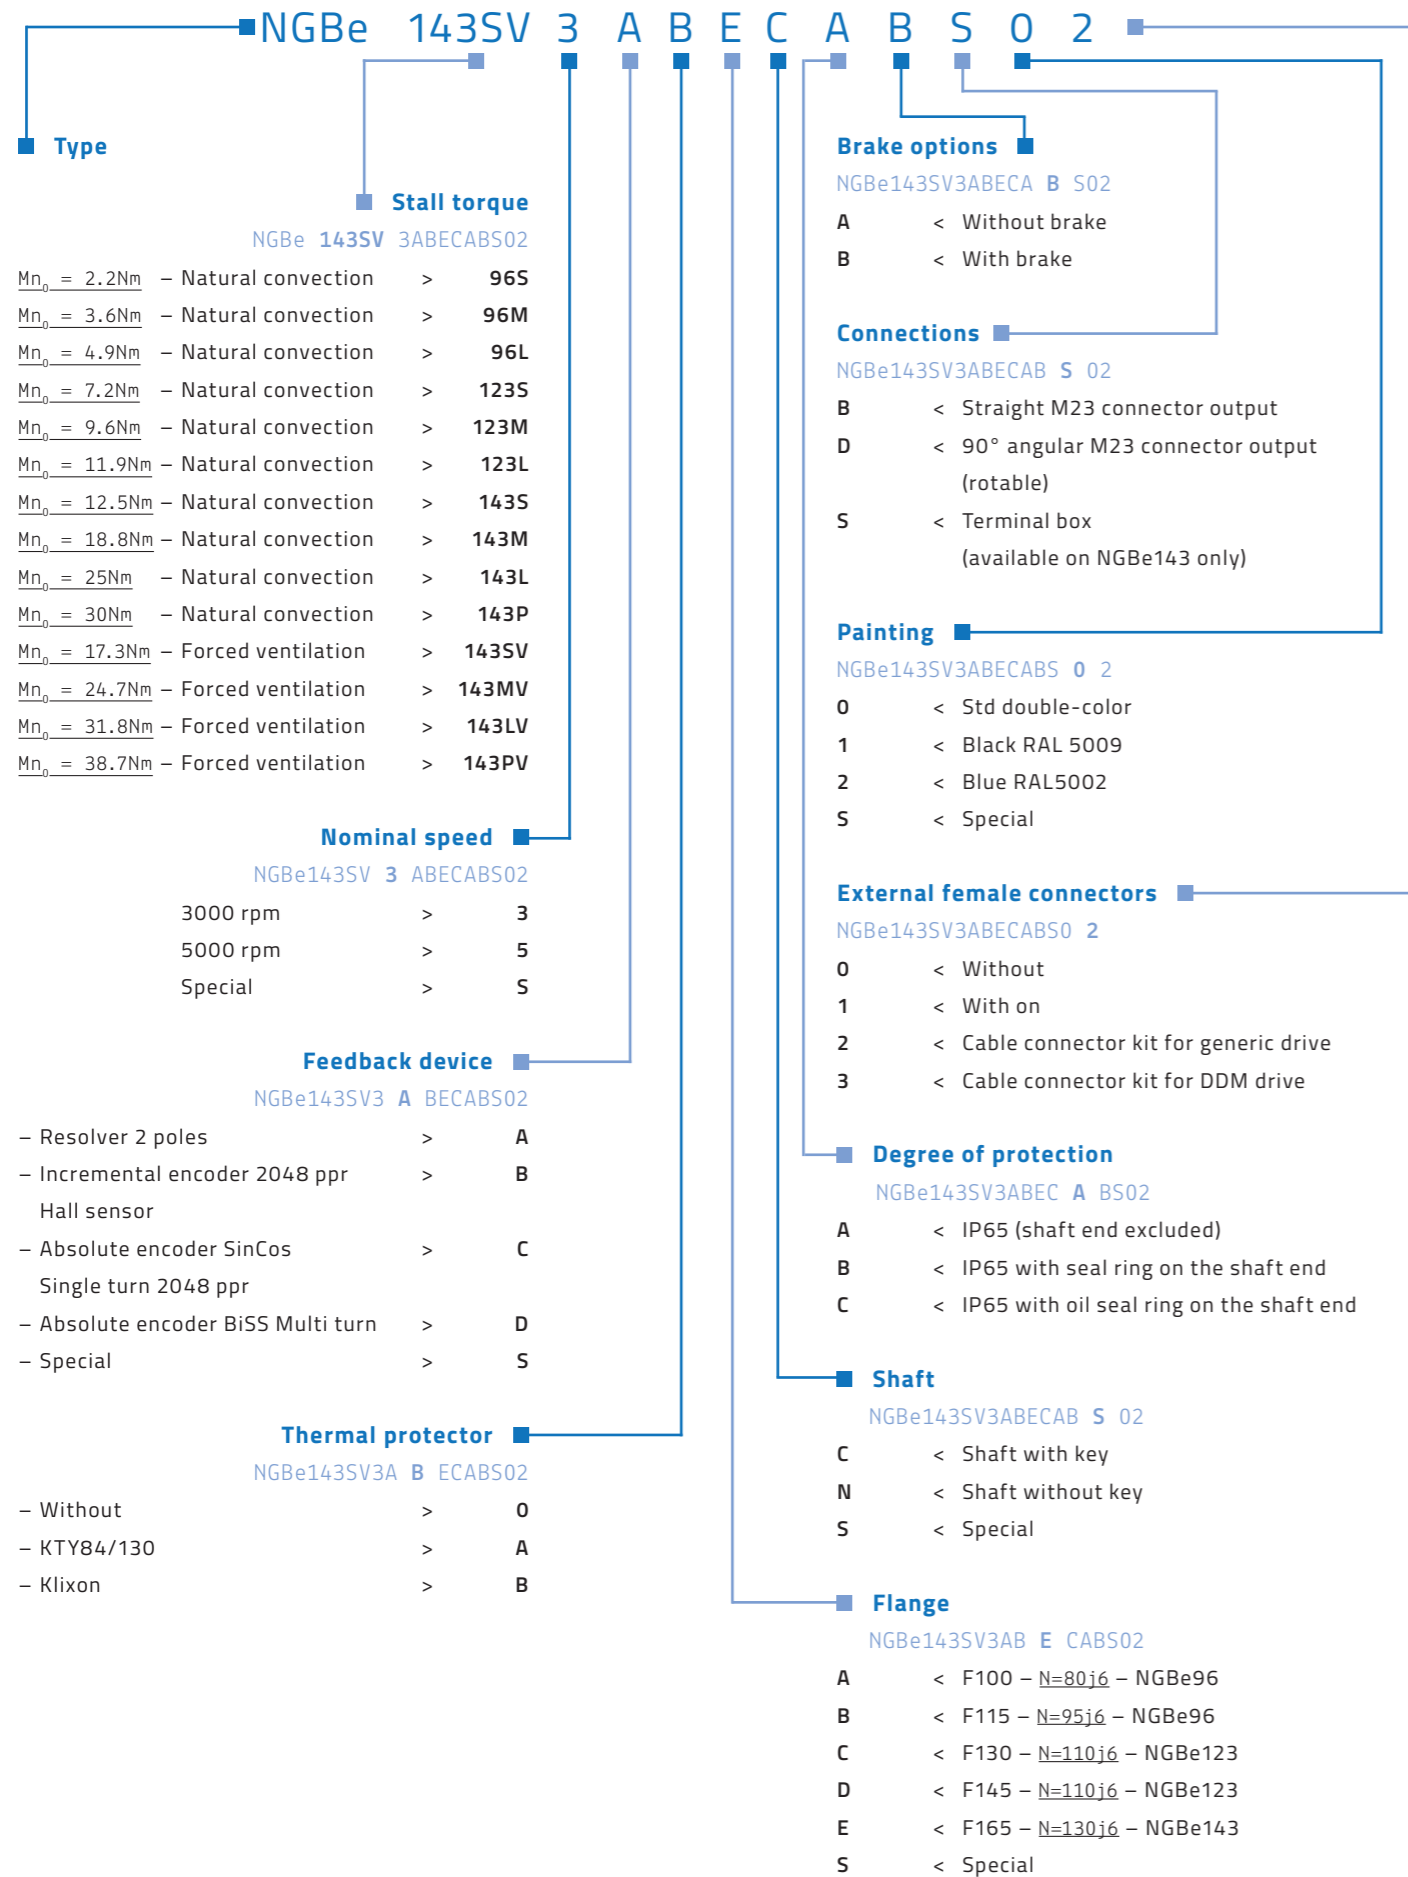 NGBe 143SV 3 A B E C A B S 0 2
Type
Stall torque
NGBe 143SV 3ABECABS02
Mn0 = 2.2Nm – Natural convection > 96S
Mn0 = 3.6Nm – Natural convection > 96M
Mn0 = 4.9Nm – Natural convection > 96L
Mn0 = 7.2Nm – Natural convection > 123S
Mn0 = 9.6Nm – Natural convection > 123M
Mn0 = 11.9Nm – Natural convection > 123L
Mn0 = 12.5Nm – Natural convection > 143S
Mn0 = 18.8Nm – Natural convection > 143M
Mn0 = 25Nm – Natural convection > 143L
Mn0 = 30Nm – Natural convection > 143P
Mn0 = 17.3Nm – Forced ventilation > 143SV
Mn0 = 24.7Nm – Forced ventilation > 143MV
Mn0 = 31.8Nm – Forced ventilation > 143LV
Mn0 = 38.7Nm – Forced ventilation > 143PV
Nominal speed
NGBe143SV 3 ABECABS02
3000 rpm > 3
5000 rpm > 5
Special > S
Feedback device
NGBe143SV3 A BECABS02
– Resolver 2 poles > A
– Incremental encoder 2048 ppr > B
Hall sensor
– Absolute encoder SinCos > C
Single turn 2048 ppr
– Absolute encoder BiSS Multi turn > D
– Special > S
Thermal protector
NGBe143SV3A B ECABS02
– Without > 0
– KTY84/130 > A
– Klixon > B
Brake options
NGBe143SV3ABECA B S02
A < Without brake
B < With brake
Connections
NGBe143SV3ABECAB S 02
B < Straight M23 connector output
D < 90° angular M23 connector output
(rotable)
S < Terminal box
(available on NGBe143 only)
Painting
NGBe143SV3ABECABS 0 2
0 < Std double-color
1 < Black RAL 5009
2 < Blue RAL5002
S < Special
External female connectors
NGBe143SV3ABECABS0 2
0 < Without
1 < With on
2 < Cable connector kit for generic drive
3 < Cable connector kit for DDM drive
Degree of protection
NGBe143SV3ABEC A BS02
A < IP65 (shaft end excluded)
B < IP65 with seal ring on the shaft end
C < IP65 with oil seal ring on the shaft end
Shaft
NGBe143SV3ABECAB S 02
C < Shaft with key
N < Shaft without key
S < Special
Flange
NGBe143SV3AB E CABS02
A < F100 – N=80j6 – NGBe96
B < F115 – N=95j6 – NGBe96
C < F130 – N=110j6 – NGBe123
D < F145 – N=110j6 – NGBe123
E < F165 – N=130j6 – NGBe143
S < Special